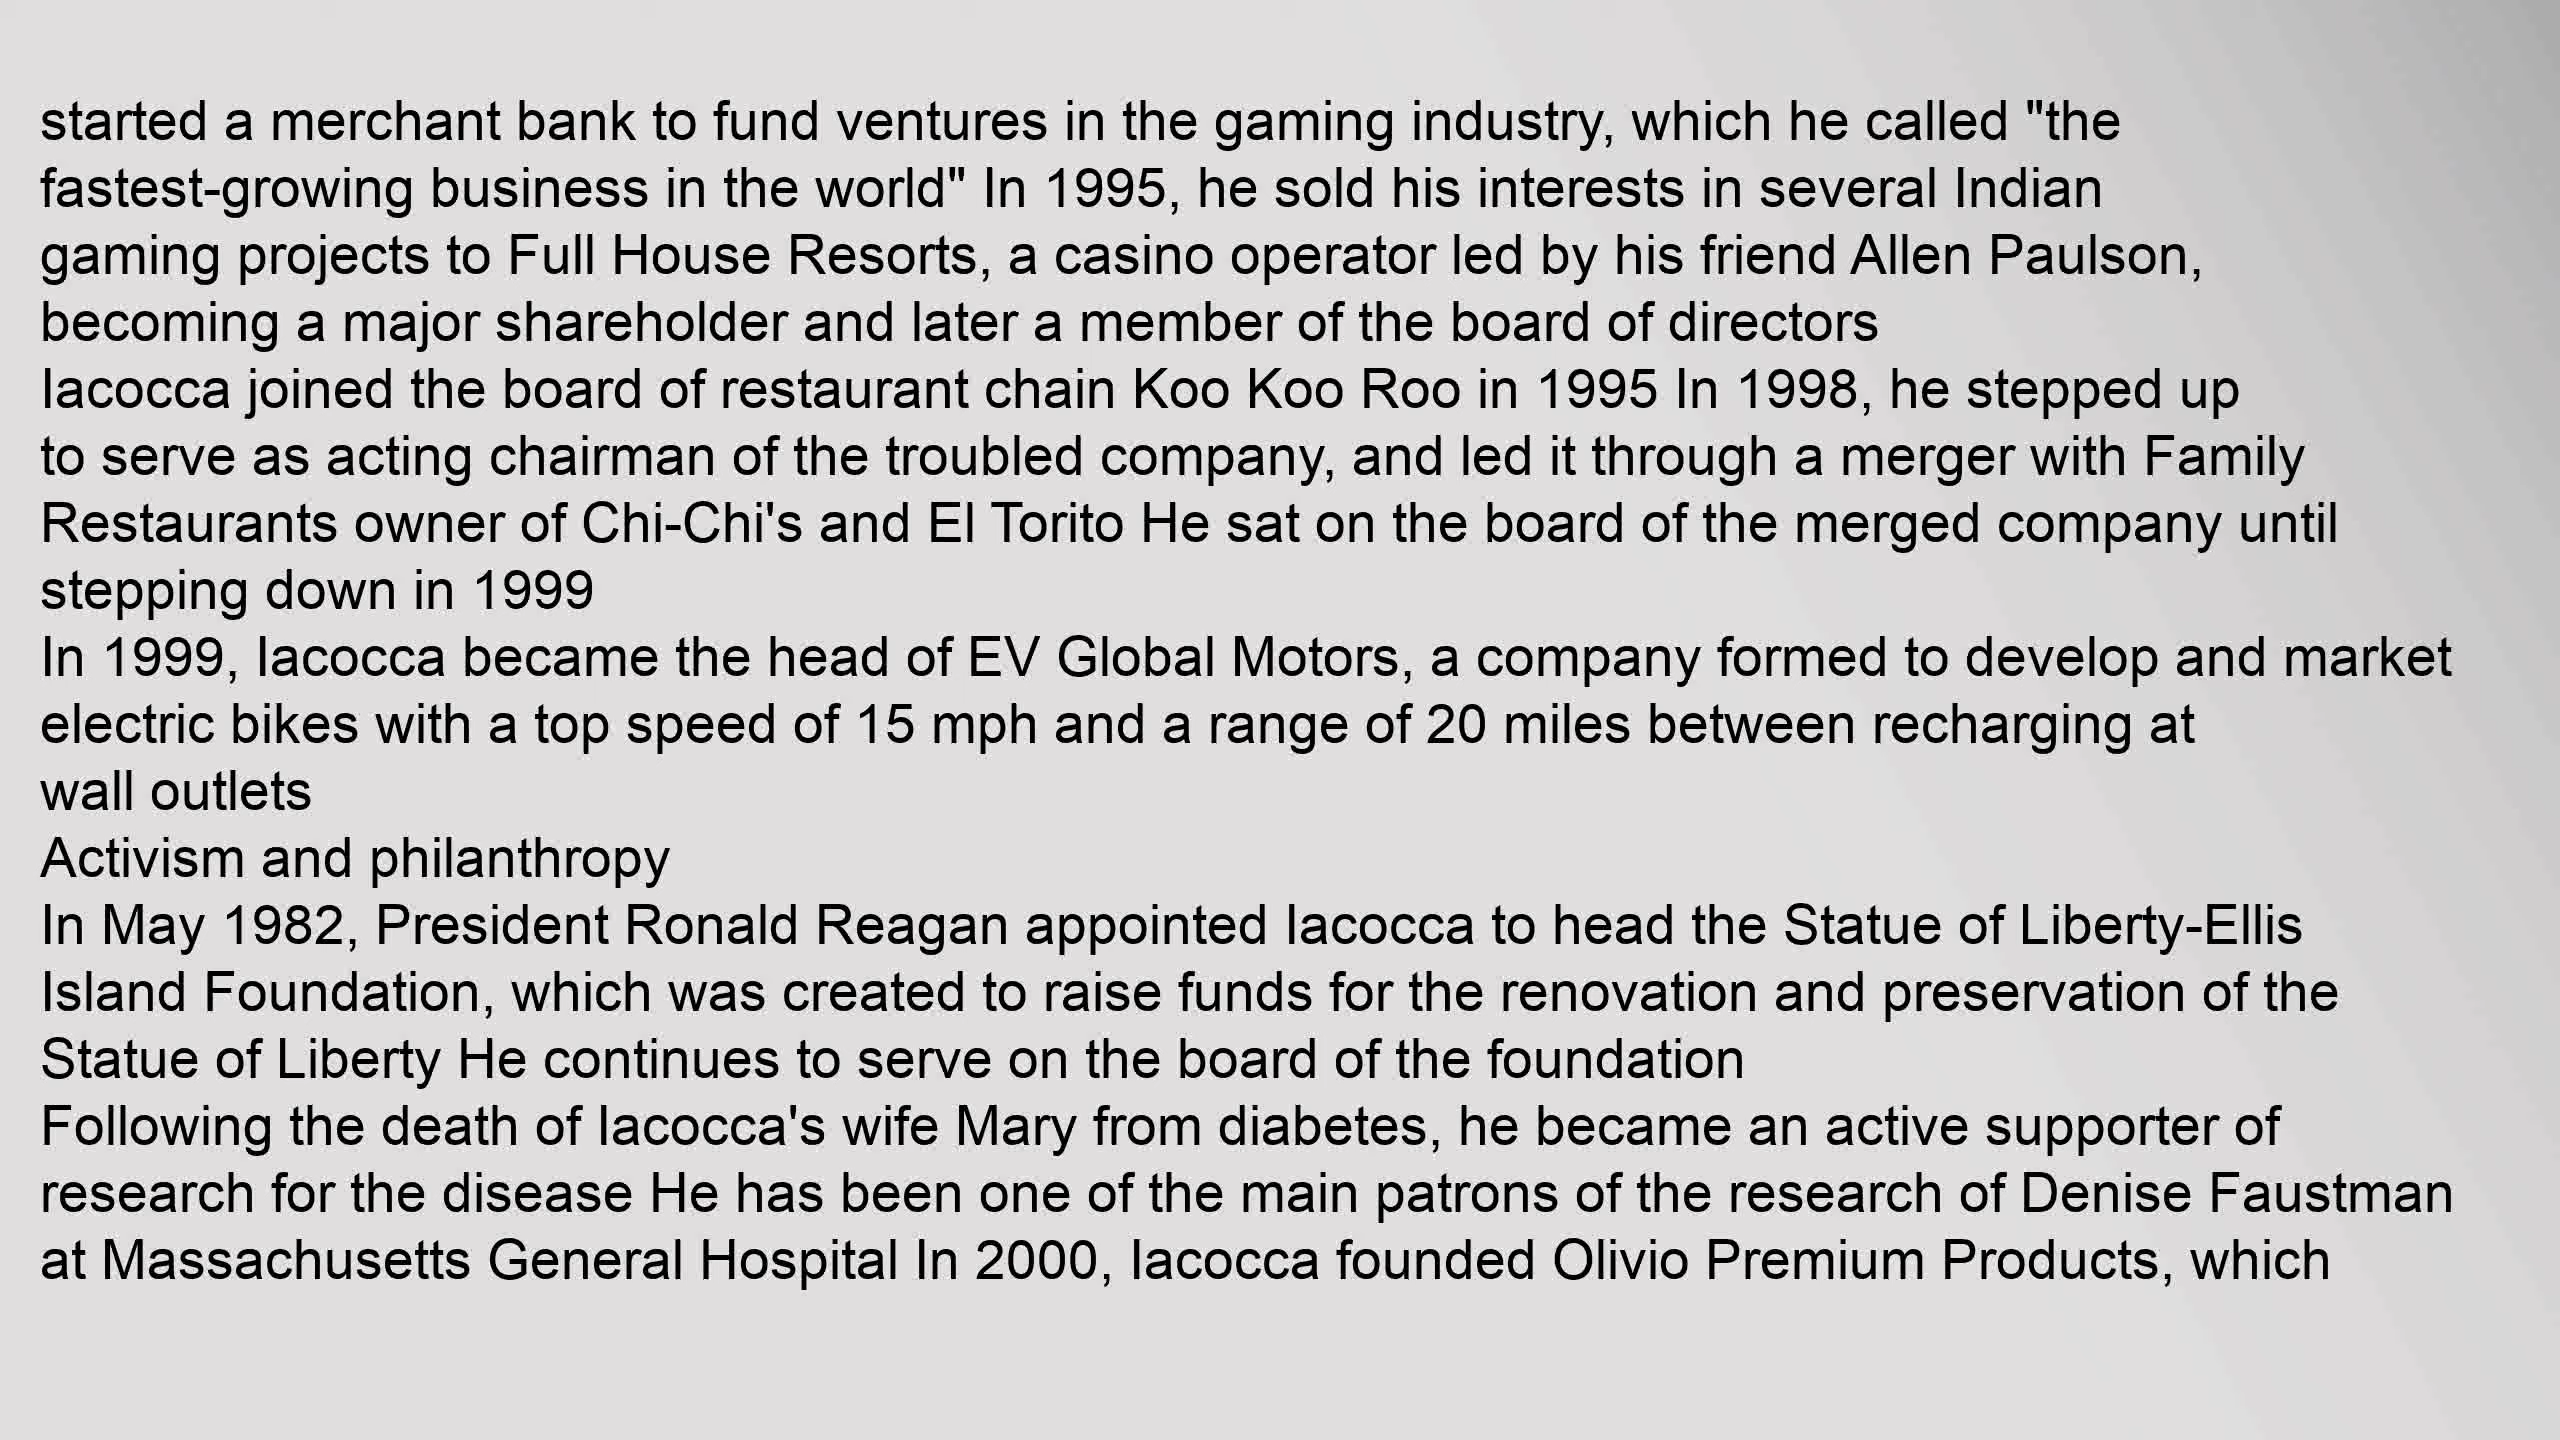 started a merchant bank to fund ventures in the gaming industry, which he called "the
fastest-growing business in the world" In 1995, he sold his interests in several Indian
gaming projects to Full House Resorts, a casino operator led by his friend Allen Paulson,
becoming a major shareholder and later a member of the board of directors
Iacocca joined the board of restaurant chain Koo Koo Roo in 1995 In 1998, he stepped up
to serve as acting chairman of the troubled company, and led it through a merger with Family
Restaurants owner of Chi-Chi's and El Torito He sat on the board of the merged company until
stepping down in 1999
In 1999, Iacocca became the head of EV Global Motors, a company formed to develop and market
electric bikes with a top speed of 15 mph and a range of 20 miles between recharging at
wall outlets
Activism and philanthropy
In May 1982, President Ronald Reagan appointed Iacocca to head the Statue of Liberty-Ellis
Island Foundation, which was created to raise funds for the renovation and preservation of the
Statue of Liberty He continues to serve on the board of the foundation
Following the death of Iacocca's wife Mary from diabetes, he became an active supporter of
research for the disease He has been one of the main patrons of the research of Denise Faustman
at Massachusetts General Hospital In 2000, Iacocca founded Olivio Premium Products, which